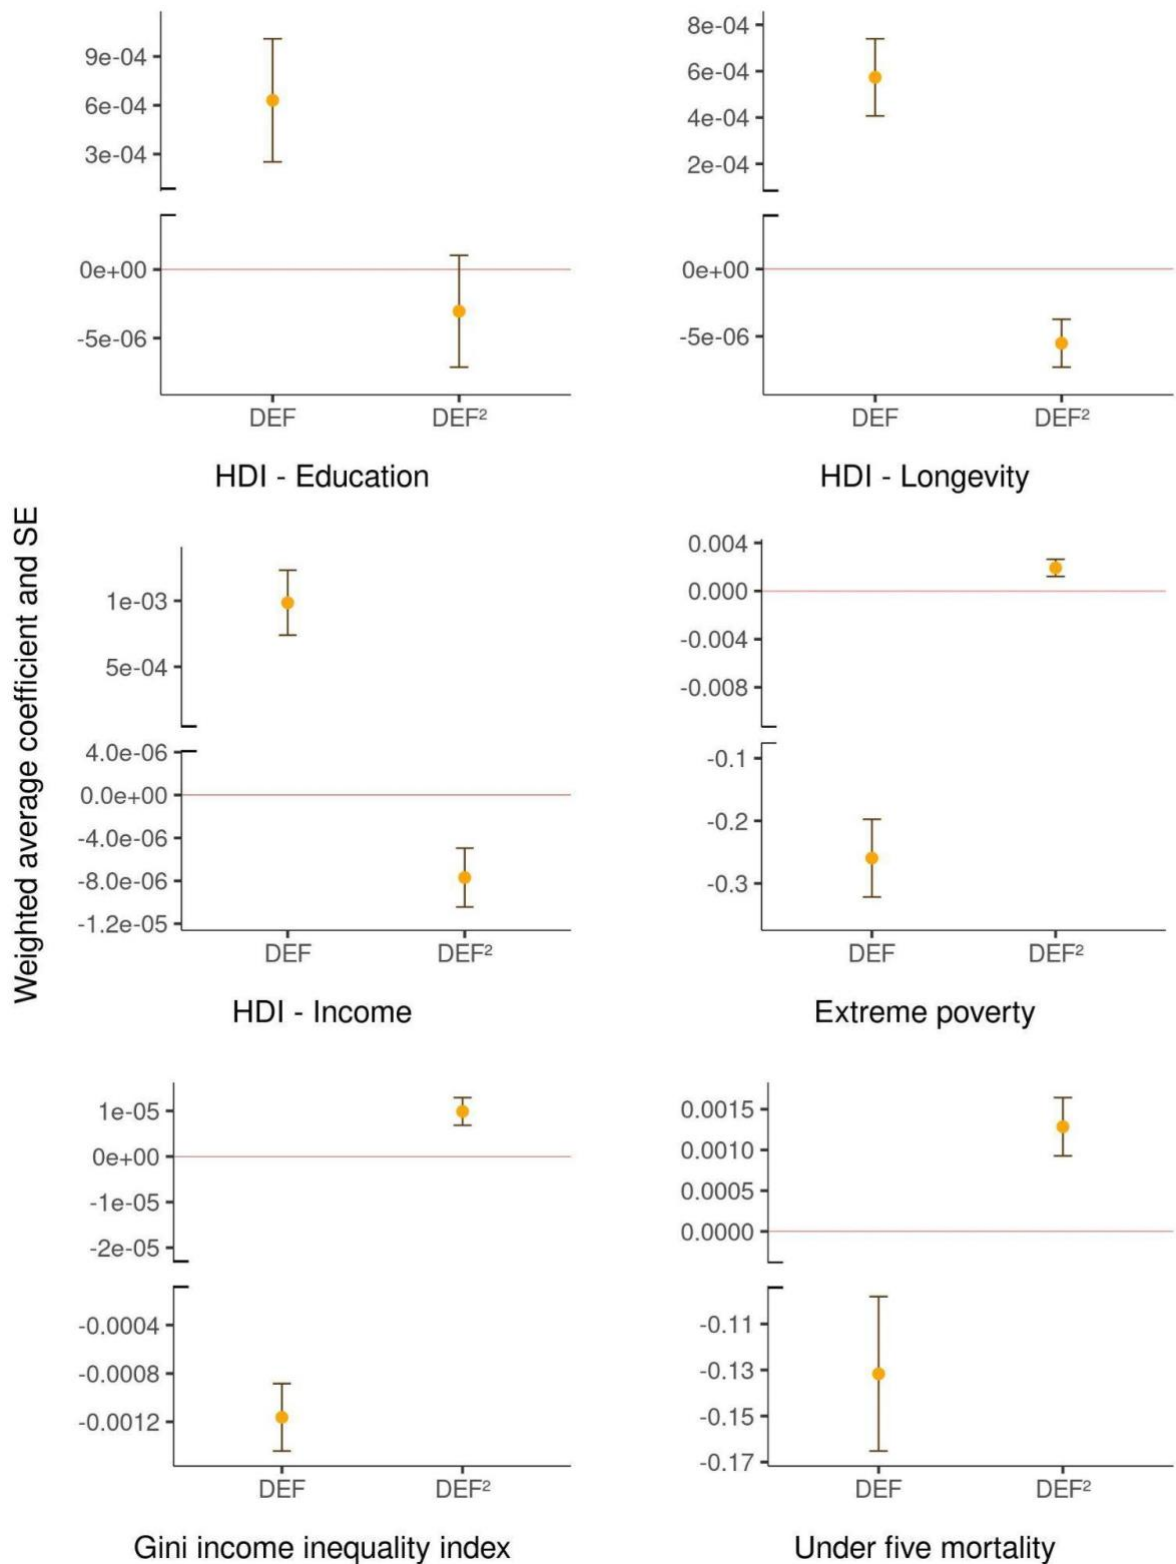 Weighted average coefficient and SE
9e-04
6e-04
3e-04
0e+00
-5e-06
DEF DEF²
HDI - Education
8e-04
6e-04
4e-04
2e-04
0e+00
-5e-06
DEF DEF²
HDI - Longevity
1e-03
5e-04
4.0e-06
0.0e+00
-4.0e-06
-8.0e-06
-1.2e-05
DEF DEF²
HDI - Income
0.004
0.000
-0.004
-0.008
-0.1
-0.2
-0.3
DEF DEF²
Extreme poverty
1e-05
0e+00
-1e-05
-2e-05
-0.0004
-0.0008
-0.0012
DEF DEF²
Gini income inequality index
0.0015
0.0010
0.0005
0.0000
-0.11
-0.13
-0.15
-0.17
DEF DEF²
Under five mortality